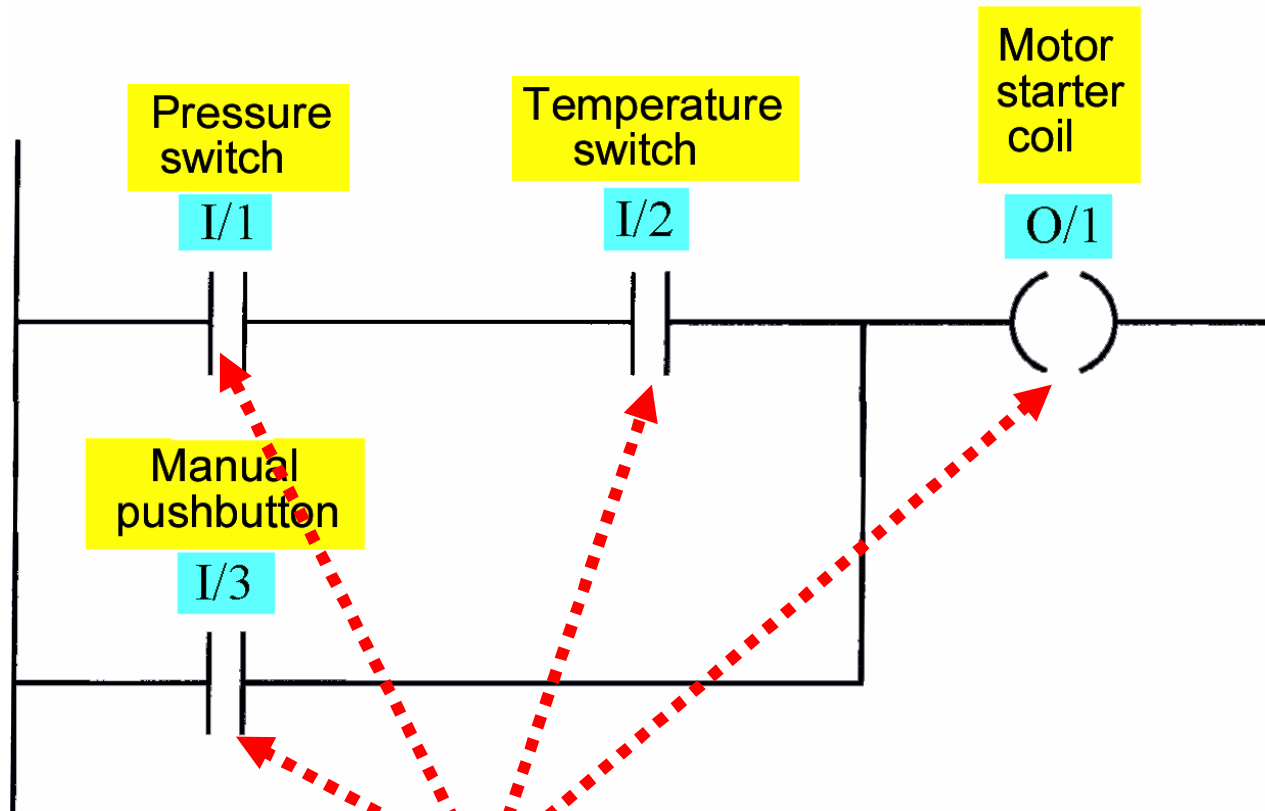 Pressure
switch
I/1
Temperature
switch
I/2
Motor
starter
coil
O/1
Manual
pushbutton
I/3